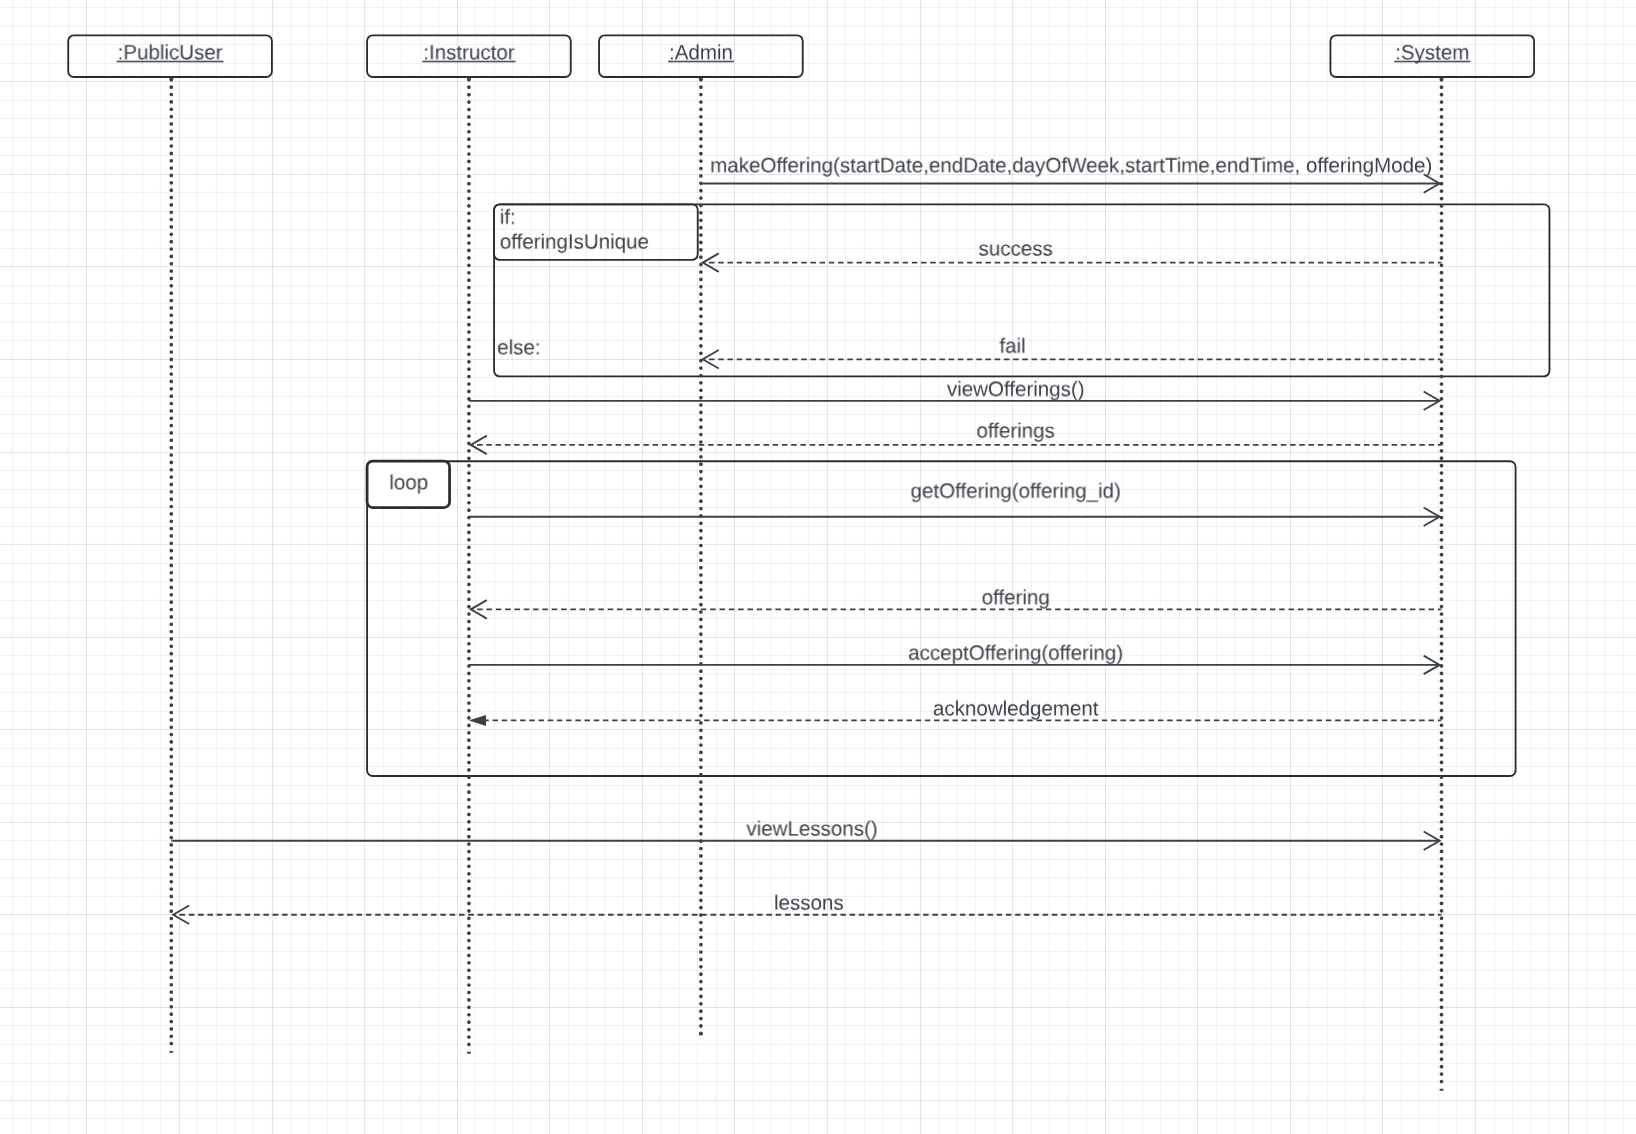 :PublicUser
:Instructor
:Admin
:System
makeOffering(startDate,endDate,dayOfWeek,startTime,endTime, offeringMode)
if:
offeringIsUnique
success
else:
fail
viewOfferings()
offerings
loop
getOffering(offering_id)
offering
acceptOffering(offering)
acknowledgement
viewLessons()
lessons